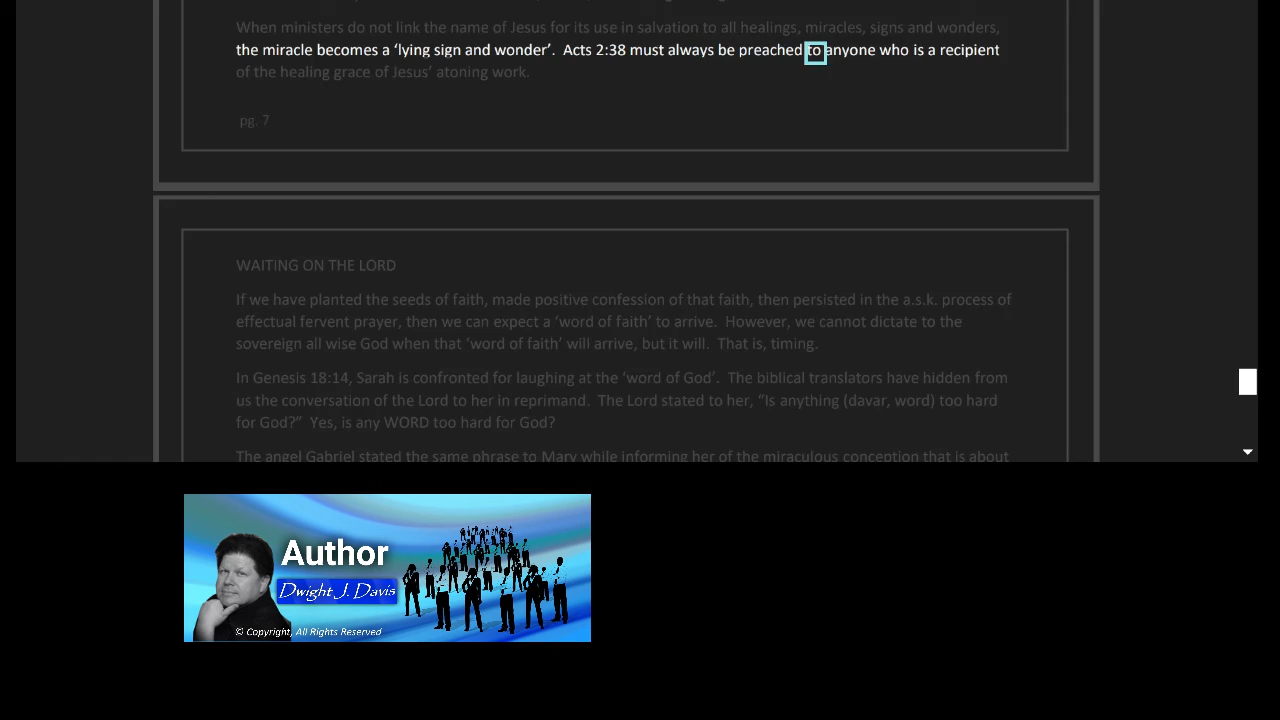 When ministers do not link the name of Jesus for its use in salvation to all healings, miracles, signs and wonders,
the miracle becomes a ‘lying sign and wonder’.  Acts 2:38 must always be preached to anyone who is a recipient
of the healing grace of Jesus’ atoning work.
pg. 7
WAITING ON THE LORD
If we have planted the seeds of faith, made positive confession of that faith, then persisted in the a.s.k. process of
effectual fervent prayer, then we can expect a ‘word of faith’ to arrive.  However, we cannot dictate to the
sovereign all wise God when that ‘word of faith’ will arrive, but it will.  That is, timing.
In Genesis 18:14, Sarah is confronted for laughing at the ‘word of God’.  The biblical translators have hidden from
us the conversation of the Lord to her in reprimand.  The Lord stated to her, “Is anything (davar, word) too hard
for God?”  Yes, is any WORD too hard for God?
The angel Gabriel stated the same phrase to Mary while informing her of the miraculous conception that is about
Author
Dwight J. Davis
© Copyright, All Rights Reserved